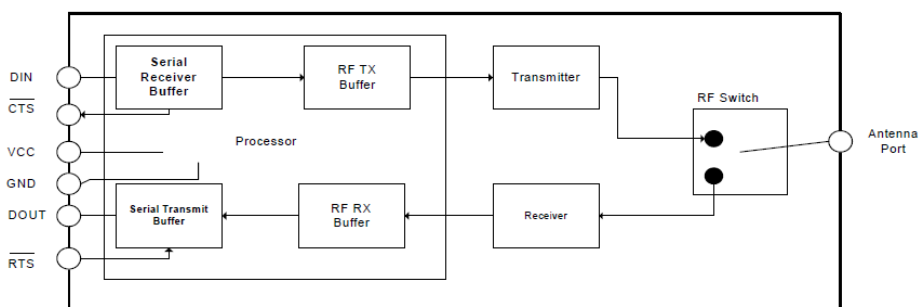 DIN
CTS
VCC
GND
DOUT
RTS
Serial
Receiver
Buffer
RF TX
Buffer
Transmitter
RF Switch
Antenna
Port
Processor
Serial Transmit
Buffer
RF RX
Buffer
Receiver